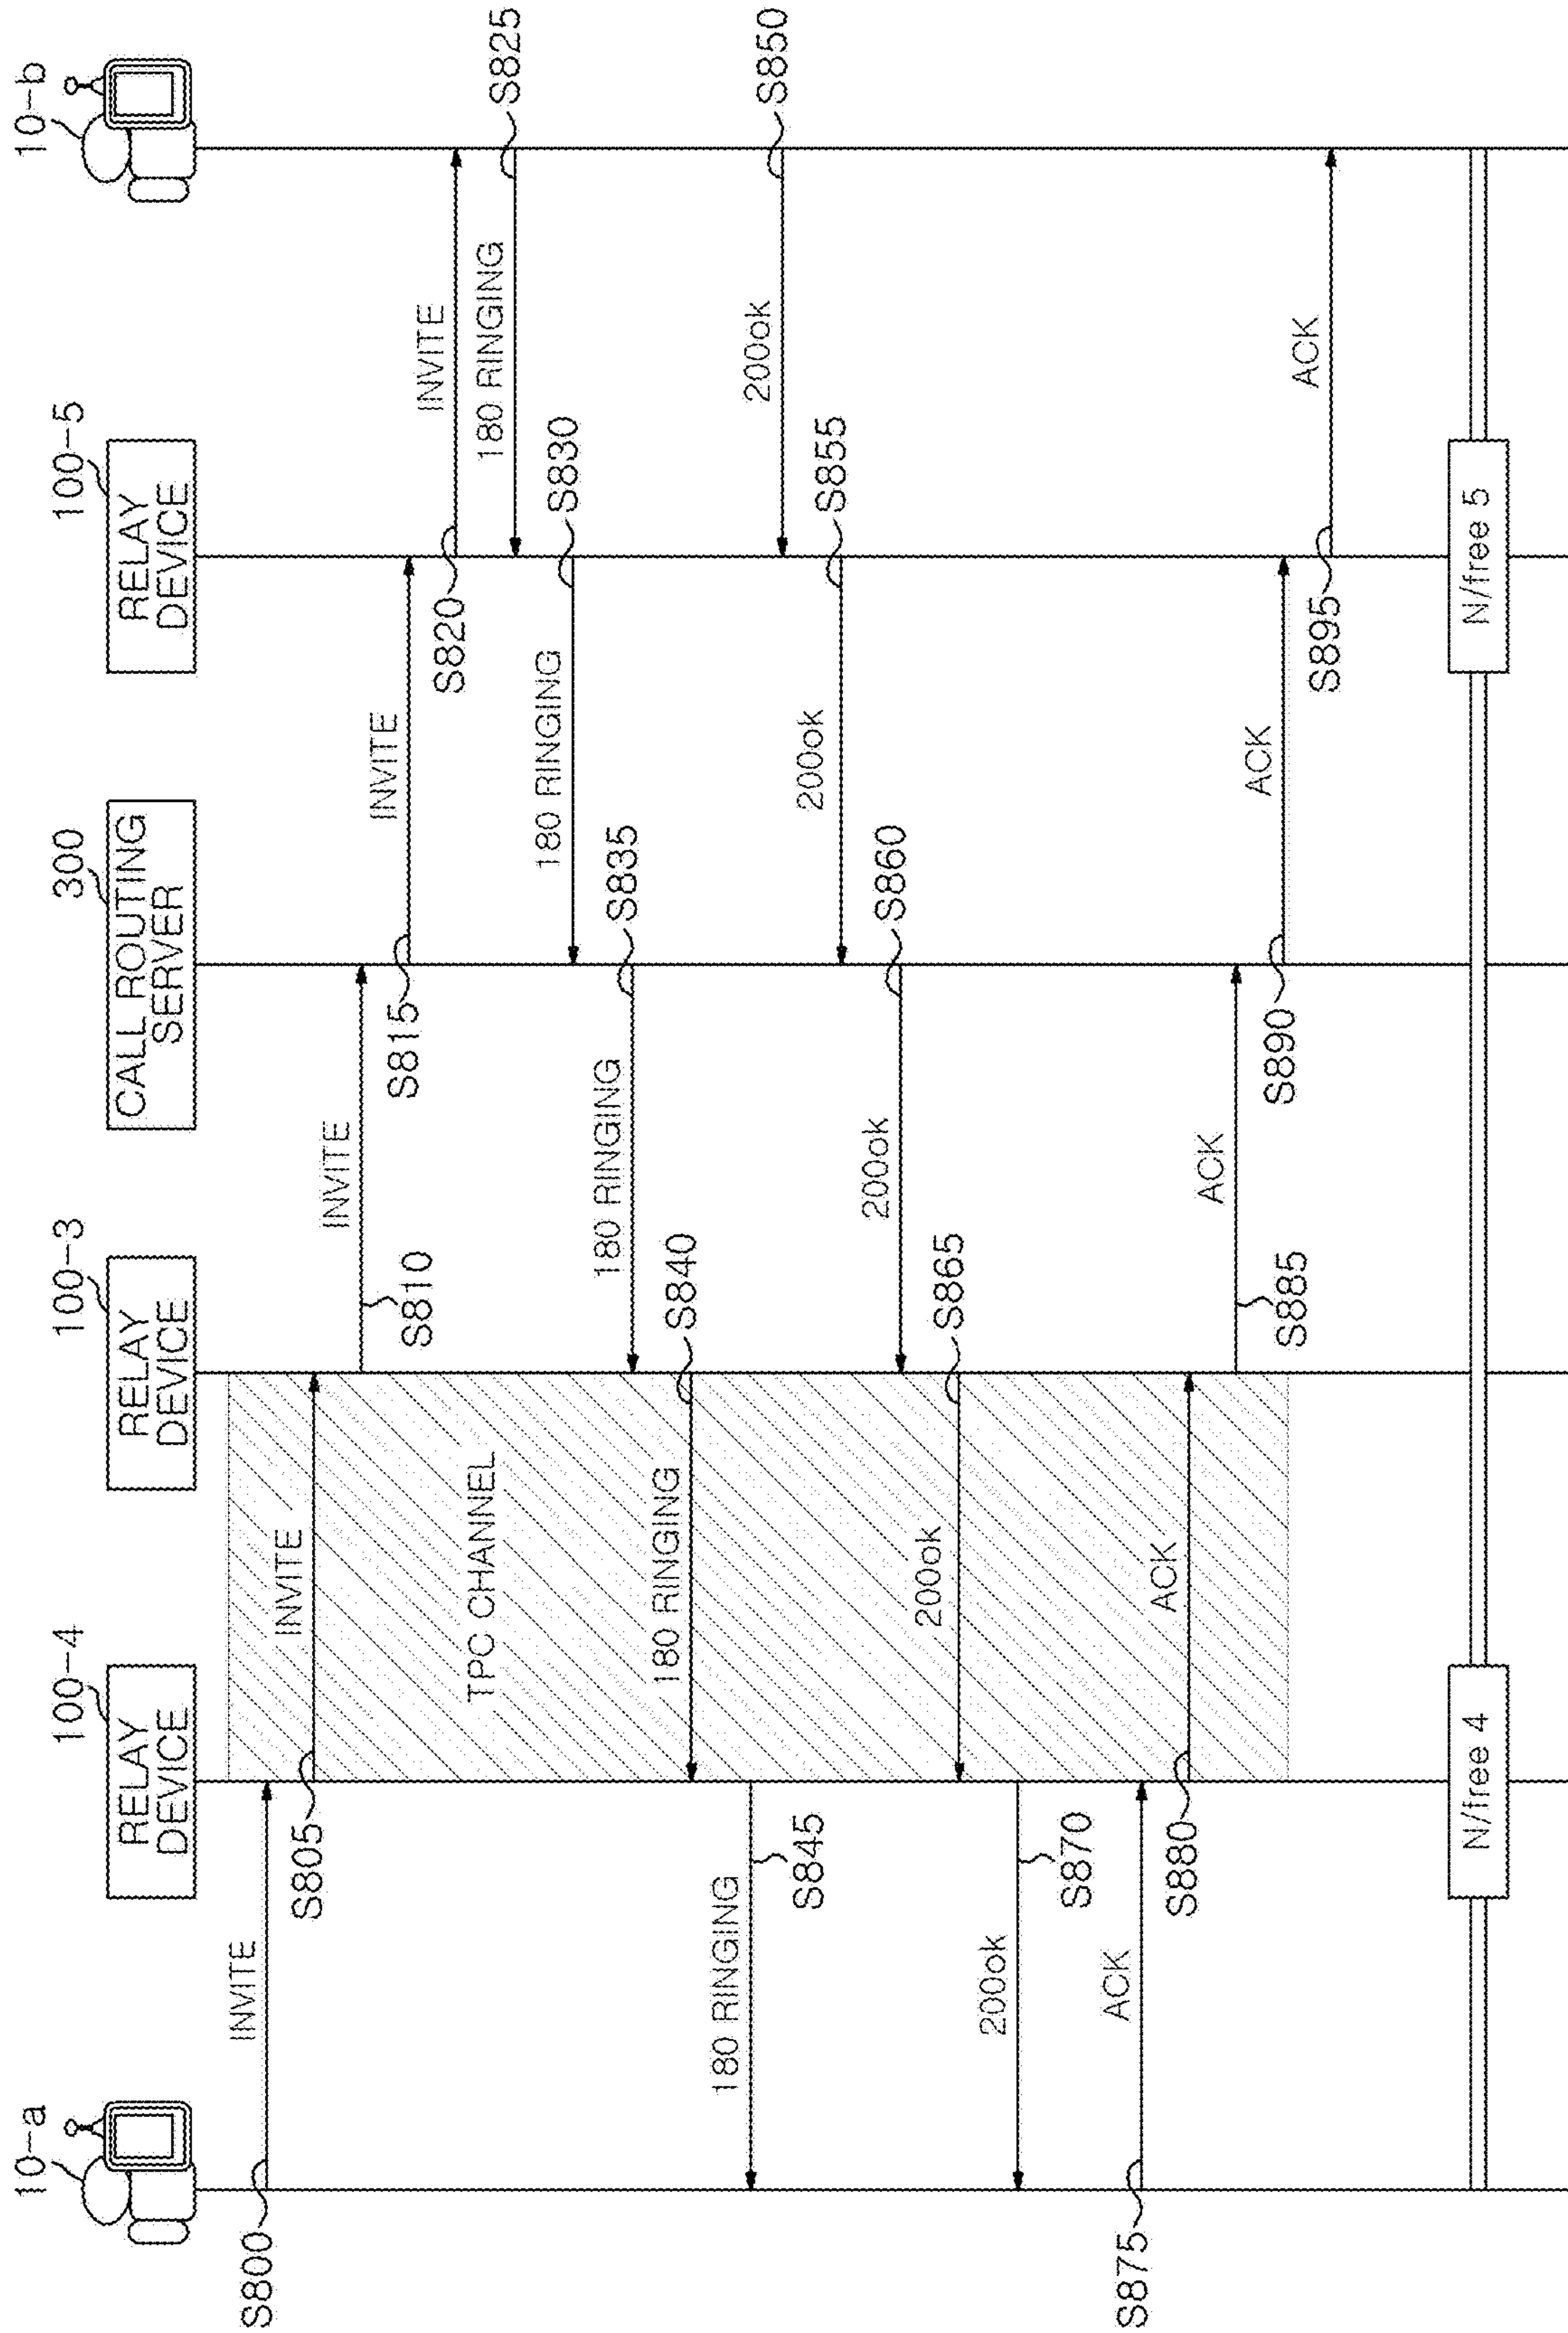 10-a
100-4
RELAY
DEVICE
100-3
RELAY
DEVICE
300
CALL ROUTING
SERVER
100-5
RELAY
DEVICE
10-b
S800
INVITE
S805
INVITE
S810
INVITE
S815
INVITE
S820
INVITE
S825
180 RINGING
S830
180 RINGING
S835
180 RINGING
S840
180 RINGING
S845
180 RINGING
TPC CHANNEL
S850
200ok
S855
200ok
S860
200ok
S865
200ok
S870
200ok
S875
ACK
S880
ACK
S885
ACK
S890
ACK
S895
ACK
N/free 4
N/free 5